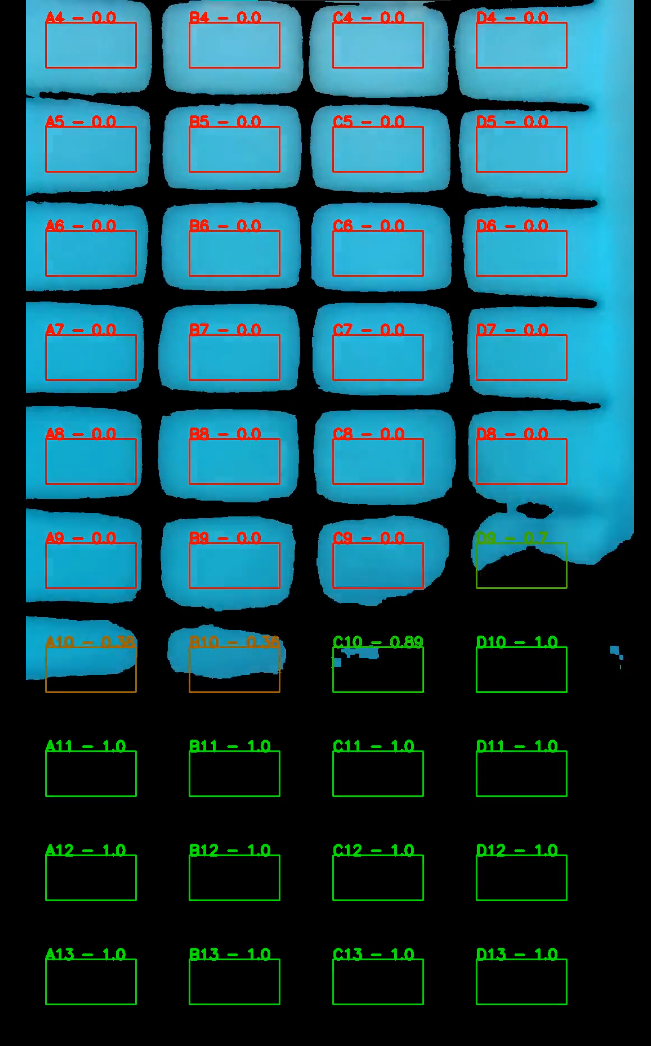 A4 - 0.0 B4 - 0.0 C4 - 0.0 D4 - 0.0
A5 - 0.0 B5 - 0.0 C5 - 0.0 D5 - 0.0
A6 - 0.0 B6 - 0.0 C6 - 0.0 D6 - 0.0
A7 - 0.0 B7 - 0.0 C7 - 0.0 D7 - 0.0
A8 - 0.0 B8 - 0.0 C8 - 0.0 D8 - 0.0
A9 - 0.0 B9 - 0.0 C9 - 0.0 D9 - 0.7
A10 - 0.38 B10 - 0.38 C10 - 0.89 D10 - 1.0
A11 - 1.0 B11 - 1.0 C11 - 1.0 D11 - 1.0
A12 - 1.0 B12 - 1.0 C12 - 1.0 D12 - 1.0
A13 - 1.0 B13 - 1.0 C13 - 1.0 D13 - 1.0